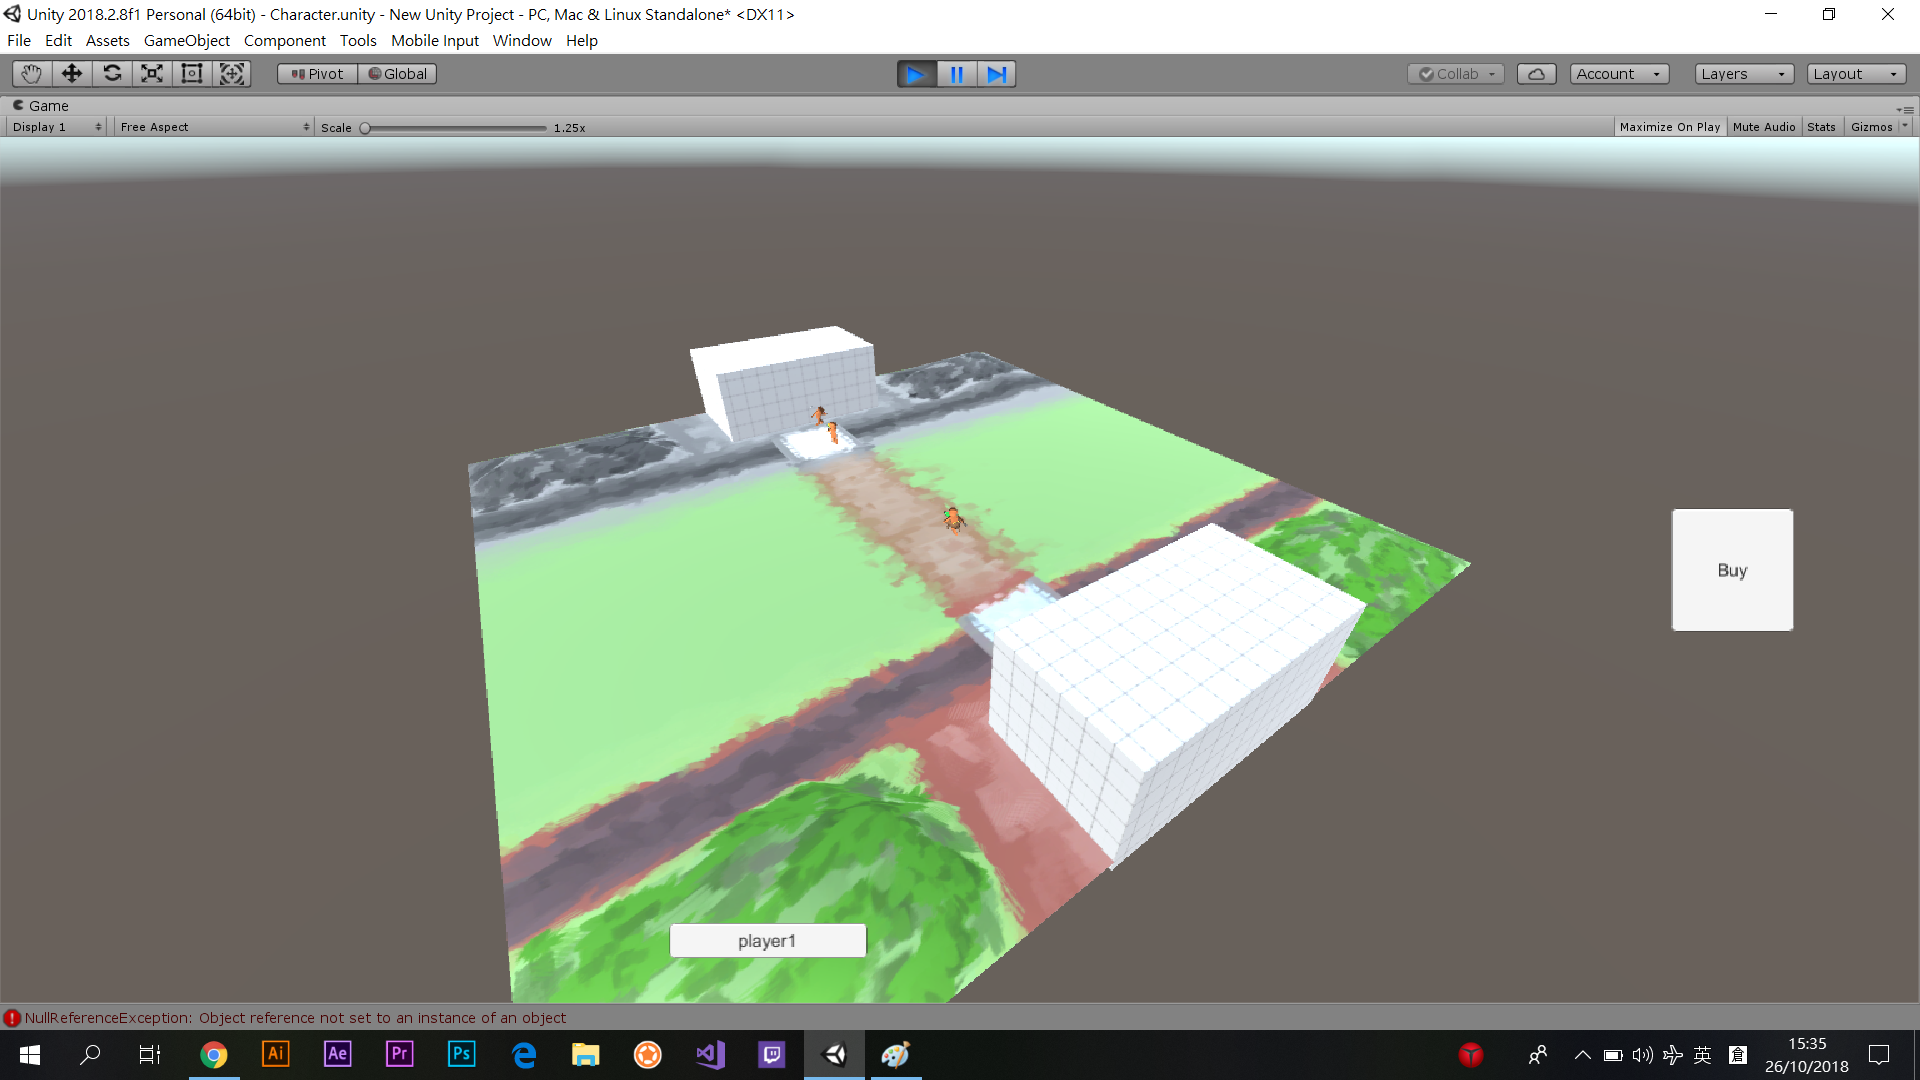 Unity 2018.2.8f1 Personal (64bit) - Character.unity - New Unity Project - PC, Mac & Linux Standalone* <DX11>
File Edit Assets GameObject Component Tools Mobile Input Window Help
Pivot Global Collab Account Layers Layout
Game
Display 1 Free Aspect Scale 1.25x Maximize On Play Mute Audio Stats Gizmos
Buy
player1
NullReferenceException: Object reference not set to an instance of an object
Ai Ae Pr Ps 英 倉 15:35
26/10/2018